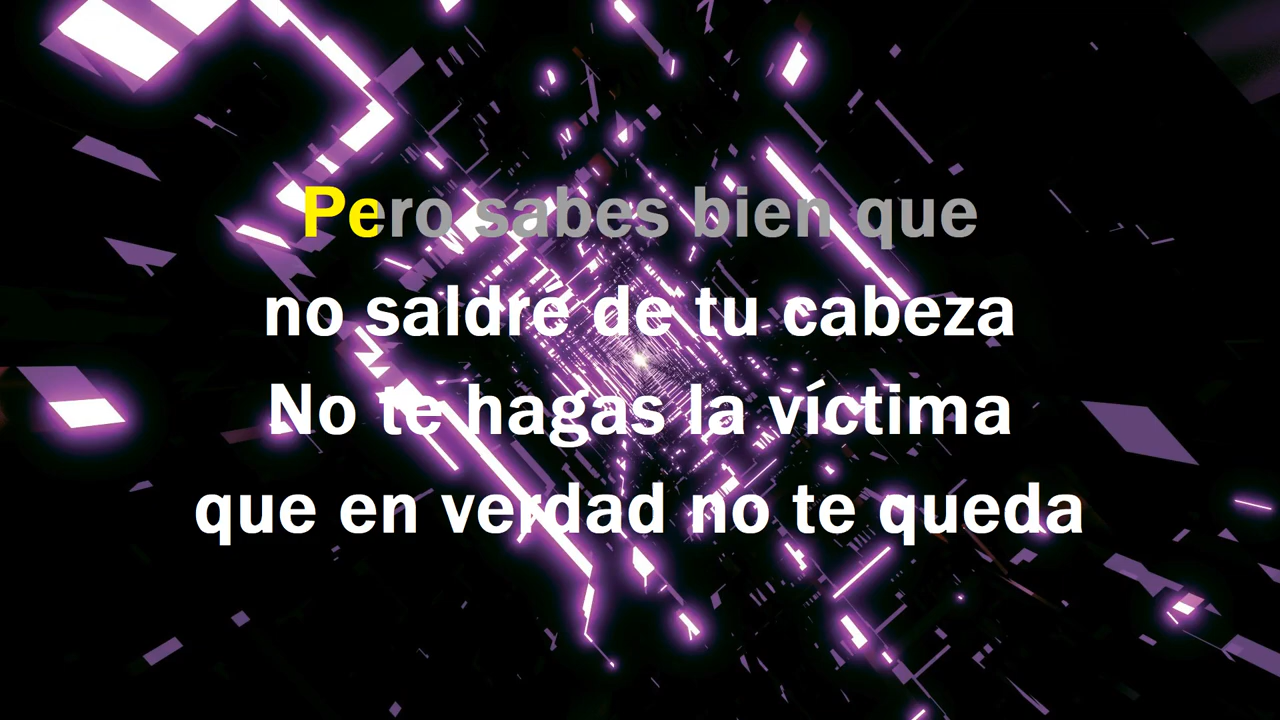 Pero sabes bien que
no saldré de tu cabeza
No te hagas la víctima
que en verdad no te queda